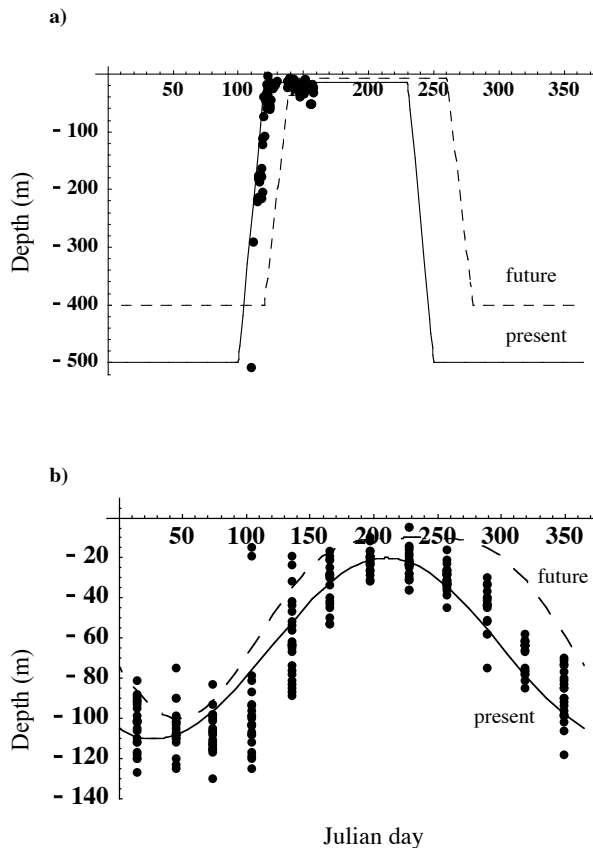 a)
50 100 150 200 250 300 350
- 100
- 200
- 300
- 400
- 500
Depth (m)
future
present
b)
50 100 150 200 250 300 350
- 20
- 40
- 60
- 80
- 100
- 120
- 140
Depth (m)
future
present
Julian day